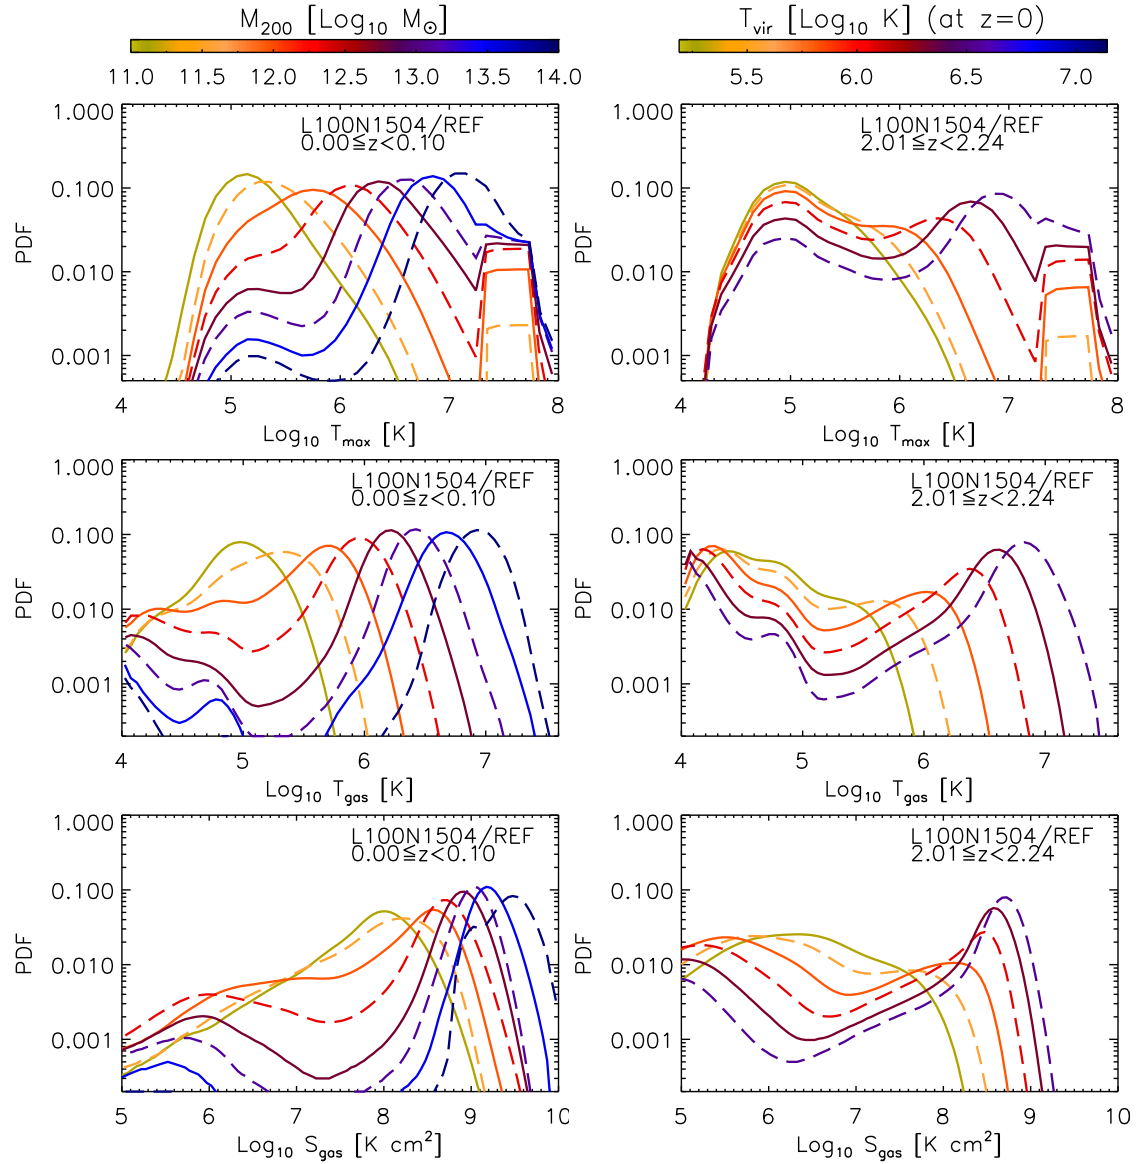 M200 [Log10 M⊙]
Tvir [Log10 K] (at z=0)
11.0 11.5 12.0 12.5 13.0 13.5 14.0
5.5 6.0 6.5 7.0
L100N1504/REF
0.00≦z<0.10
PDF
1.000
0.100
0.010
0.001
4 5 6 7 8
Log10 Tmax [K]
L100N1504/REF
2.01≦z<2.24
PDF
1.000
0.100
0.010
0.001
4 5 6 7 8
Log10 Tmax [K]
L100N1504/REF
0.00≦z<0.10
PDF
1.000
0.100
0.010
0.001
4 5 6 7
Log10 Tgas [K]
L100N1504/REF
2.01≦z<2.24
PDF
1.000
0.100
0.010
0.001
4 5 6 7
Log10 Tgas [K]
L100N1504/REF
0.00≦z<0.10
PDF
1.000
0.100
0.010
0.001
5 6 7 8 9 10
Log10 Sgas [K cm²]
L100N1504/REF
2.01≦z<2.24
PDF
1.000
0.100
0.010
0.001
5 6 7 8 9 10
Log10 Sgas [K cm²]